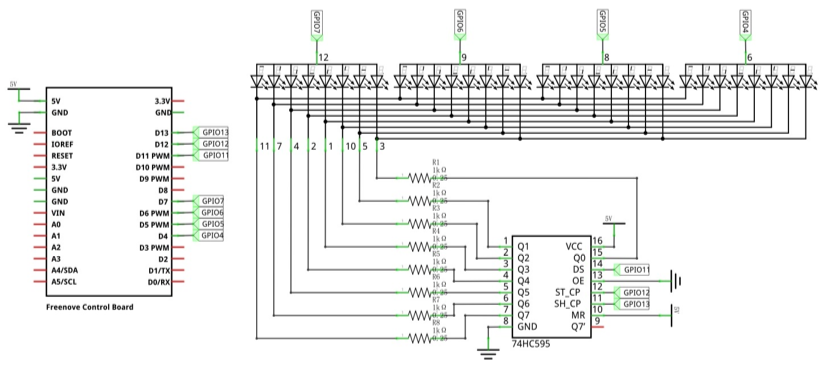 GPIO7
GPIO6
GPIO5
GPIO4
12
9
8
6
5V
5V
GND
BOOT
IOREF
RESET
3.3V
5V
GND
GND
VIN
A0
A1
A2
A3
A4/SDA
A5/SCL
3.3V
GND
D13
D12
D11 PWM
D10 PWM
D9 PWM
D8
D7
D6 PWM
D5 PWM
D4
D3 PWM
D2
D1/TX
D0/RX
GPIO13
GPIO12
GPIO11
GPIO7
GPIO6
GPIO5
GPIO4
Freenove Control Board
11 7 4 2 1 10 5 3
R1
1k Ω
R2
1k Ω
R3
1k Ω
R4
1k Ω
R5
1k Ω
R6
1k Ω
R7
1k Ω
R8
1k Ω
1
2
3
4
5
6
7
8
Q1
Q2
Q3
Q4
Q5
Q6
Q7
GND
VCC
Q0
DS
OE
ST_CP
SH_CP
MR
Q7'
16
15
14
13
12
11
10
9
5V
GPIO11
GPIO12
GPIO13
5V
74HC595